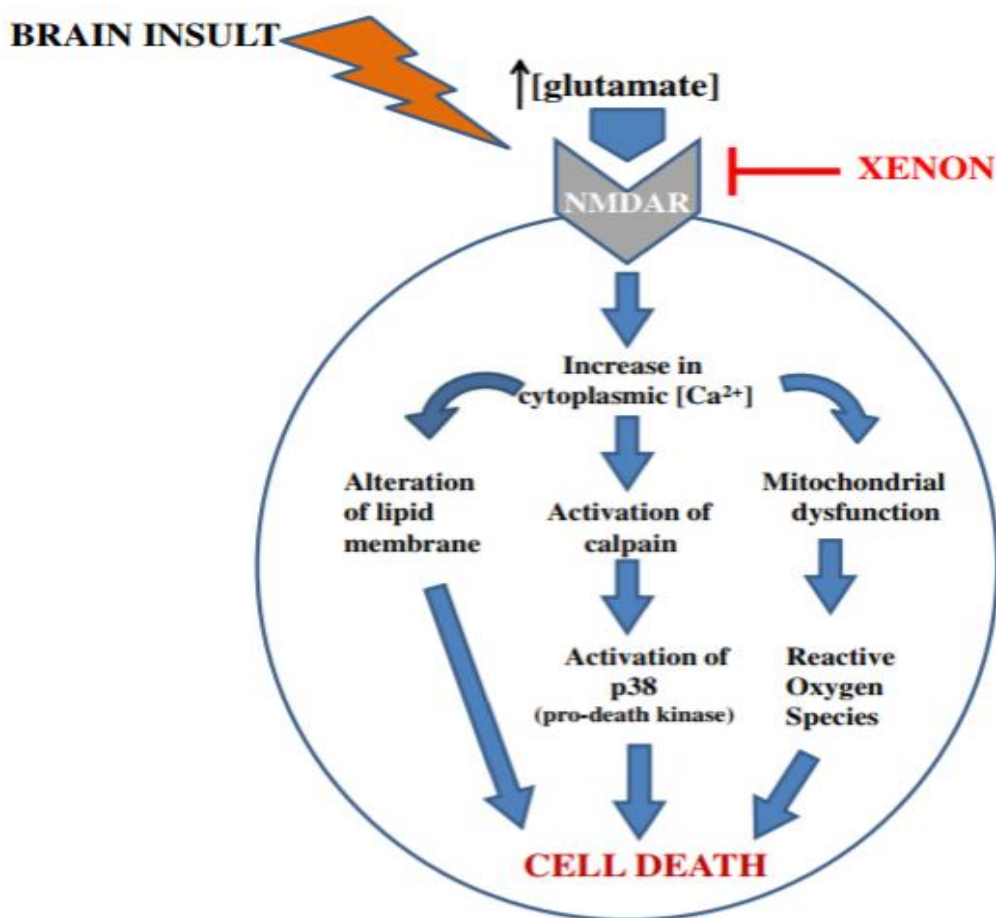 BRAIN INSULT
↑[glutamate]
NMDAR
XENON
Increase in
cytoplasmic [Ca²⁺]
Alteration
of lipid
membrane
Activation of
calpain
Mitochondrial
dysfunction
Activation of
p38
(pro-death kinase)
Reactive
Oxygen
Species
CELL DEATH